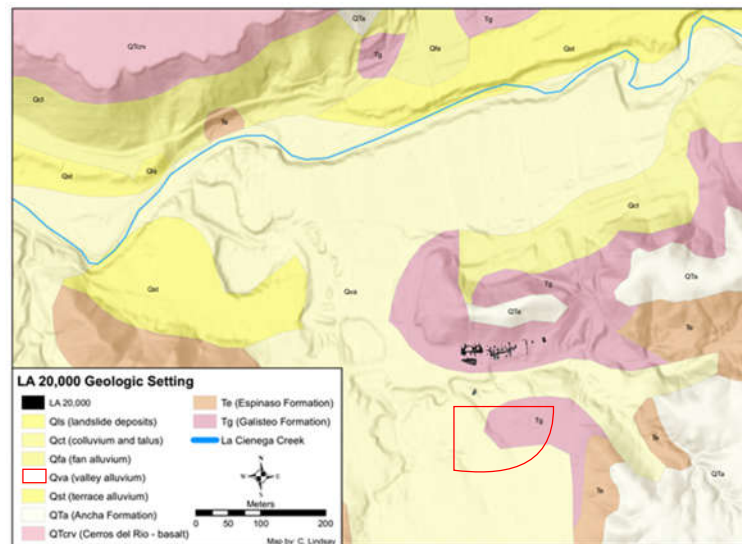 QTa
Tg
Qfa
Qst
Tg
QTcrv
Qct
Te
Qst
Qfa
Qct
QTa
Qst
Qva
Tg
QTa
Te
LA 20,000 Geologic Setting
LA 20,000
Qls (landslide deposits)
Qct (colluvium and talus)
Qfa (fan alluvium)
Qva (valley alluvium)
Qst (terrace alluvium)
QTa (Ancha Formation)
QTcrv (Cerros del Rio - basalt)
Te (Espinaso Formation)
Tg (Galisteo Formation)
La Cienega Creek
N
W
E
S
Meters
0 25 50 100 200
Map by: C. Lindsay
Tg
Te
QTa
Te